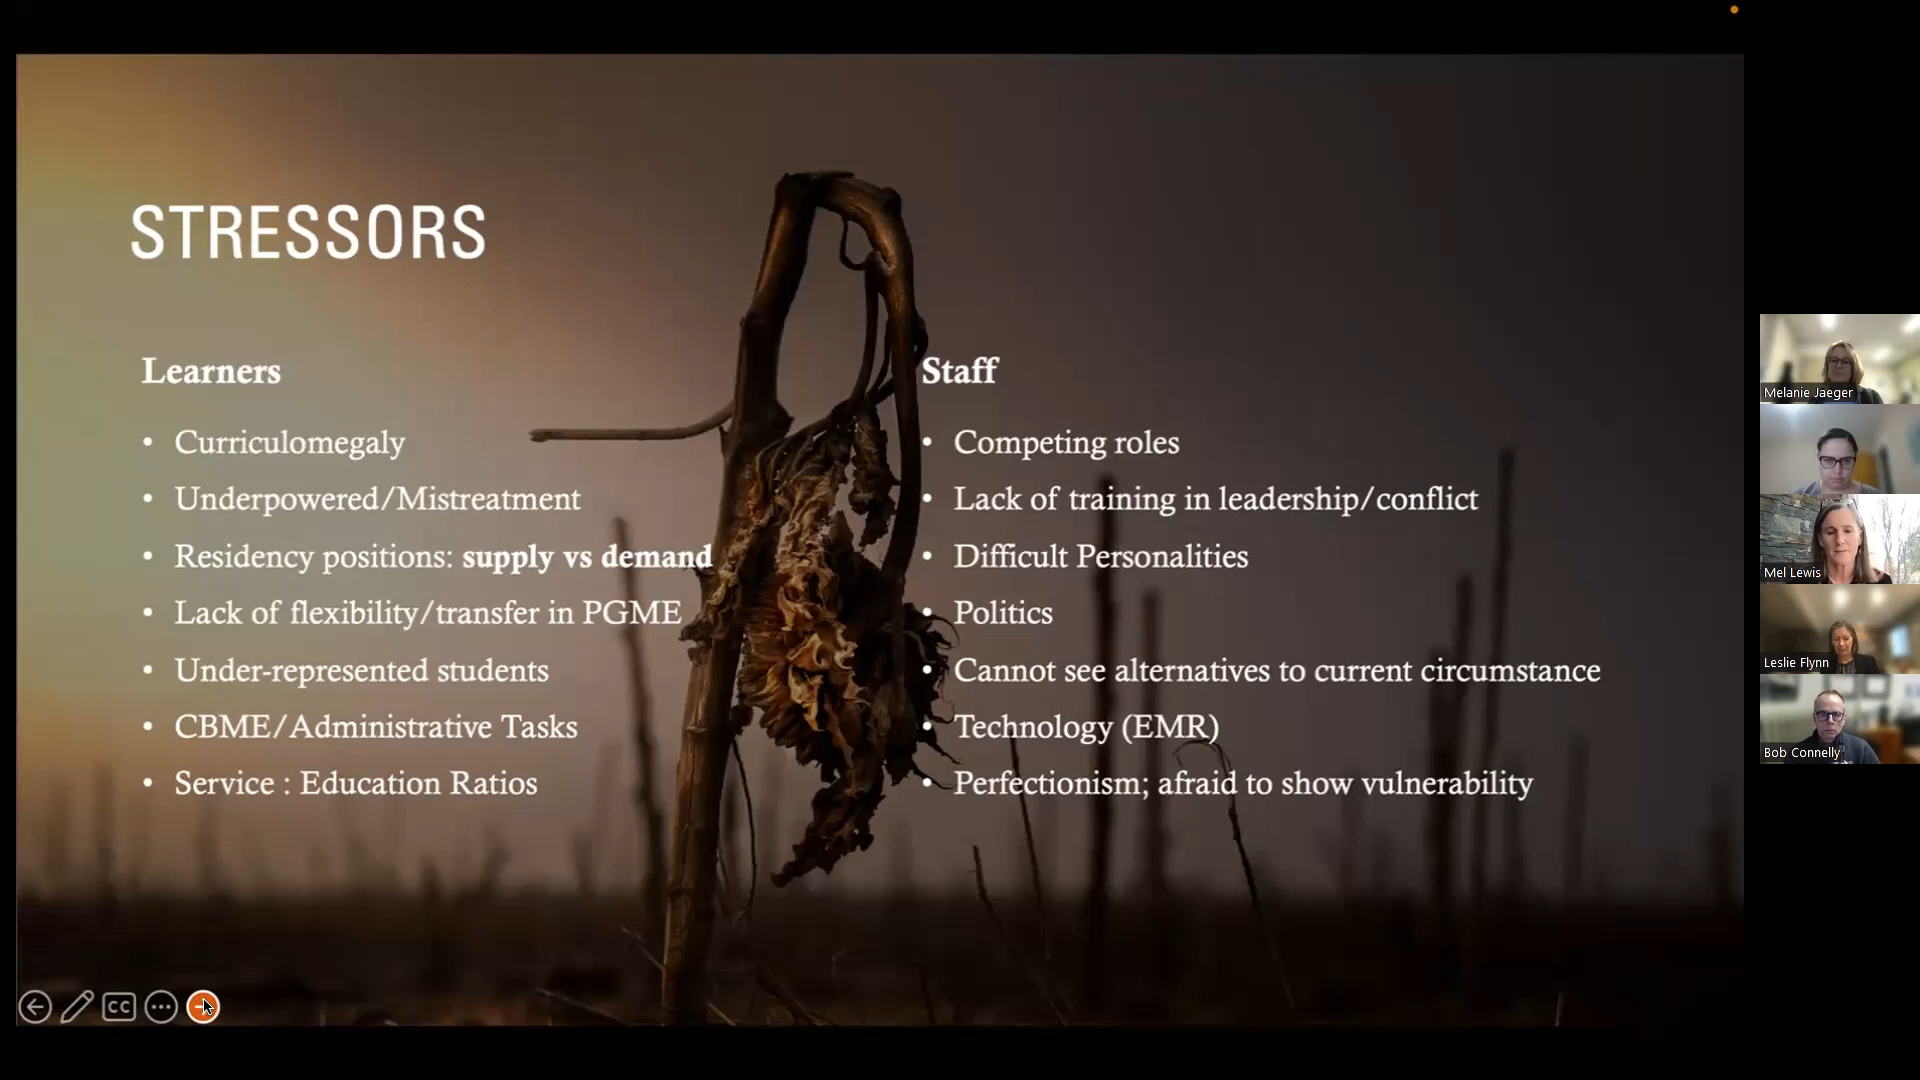 STRESSORS
Learners
• Curriculomegaly
• Underpowered/Mistreatment
• Residency positions: supply vs demand
• Lack of flexibility/transfer in PGME
• Under-represented students
• CBME/Administrative Tasks
• Service : Education Ratios
Staff
• Competing roles
• Lack of training in leadership/conflict
• Difficult Personalities
• Politics
• Cannot see alternatives to current circumstance
• Technology (EMR)
• Perfectionism; afraid to show vulnerability
CC
Melanie Jaeger
Mel Lewis
Leslie Flynn
Bob Connelly